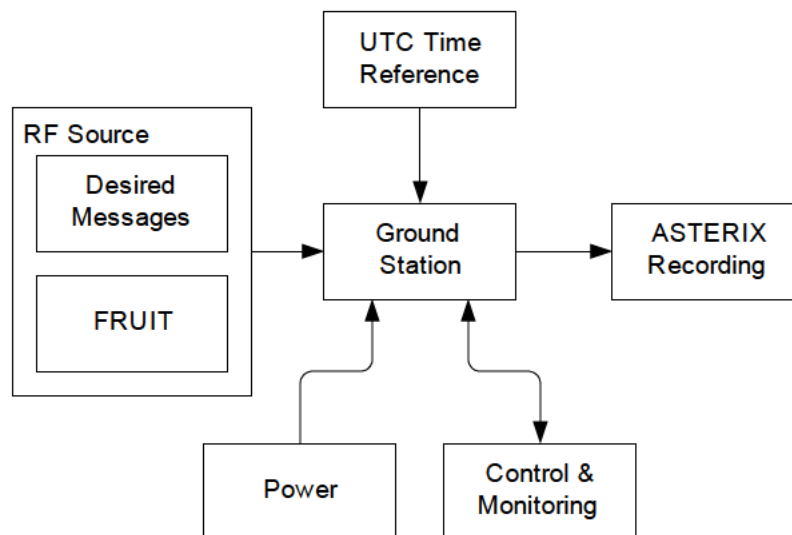 UTC Time
Reference
RF Source
Desired
Messages
FRUIT
Ground
Station
ASTERIX
Recording
Power
Control &
Monitoring